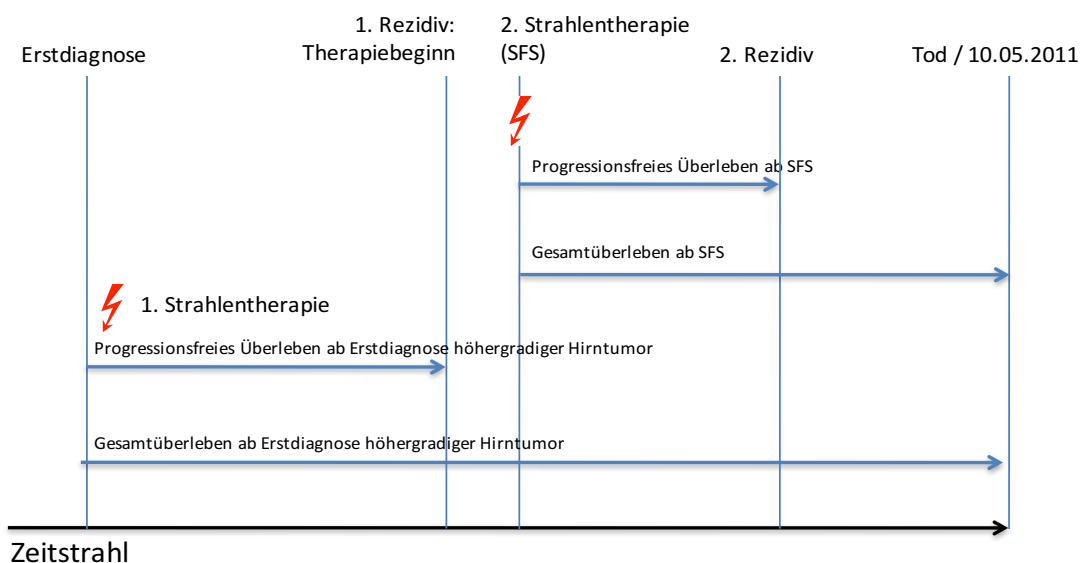 Erstdiagnose
1. Rezidiv:
Therapiebeginn
2. Strahlentherapie
(SFS)
2. Rezidiv
Tod / 10.05.2011
Progressionsfreies Überleben ab SFS
Gesamtüberleben ab SFS
1. Strahlentherapie
Progressionsfreies Überleben ab Erstdiagnose höhergradiger Hirntumor
Gesamtüberleben ab Erstdiagnose höhergradiger Hirntumor
Zeitstrahl